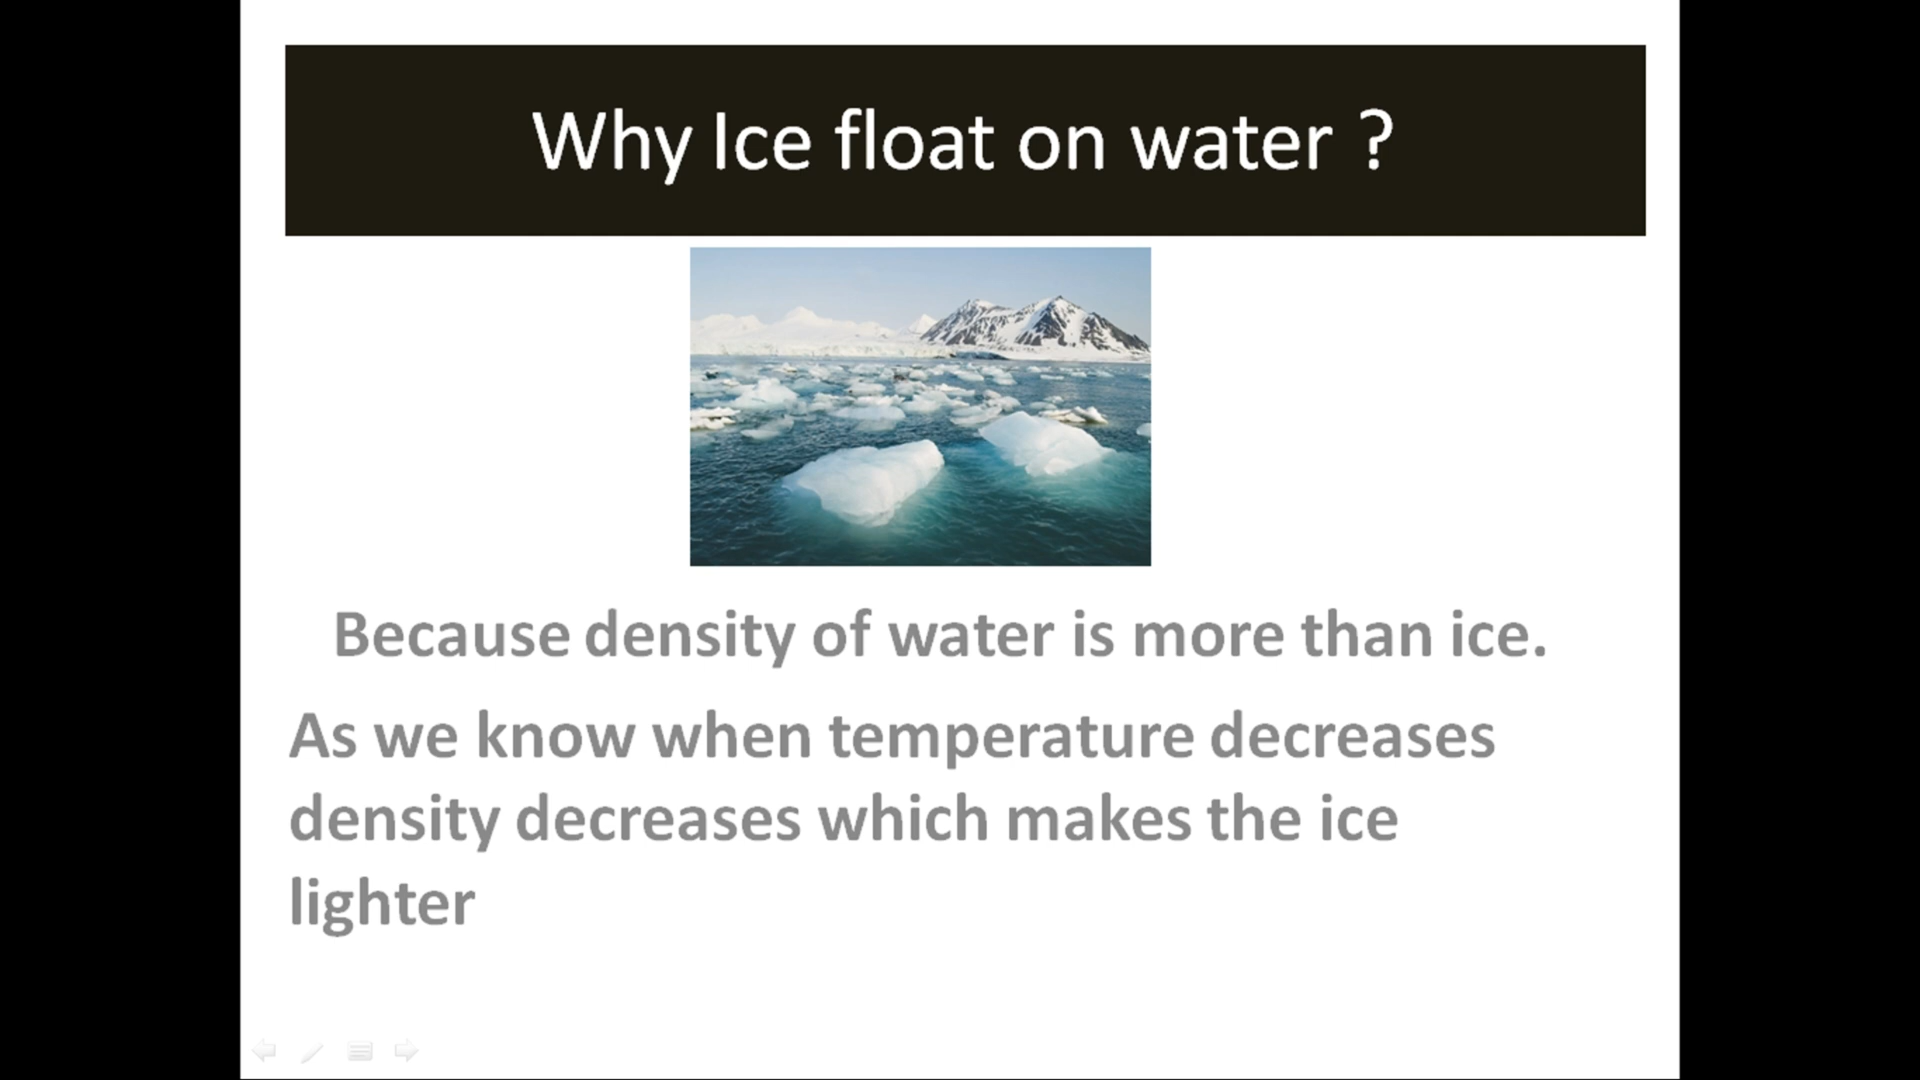 Why Ice float on water ?
Because density of water is more than ice.
As we know when temperature decreases
density decreases which makes the ice
lighter